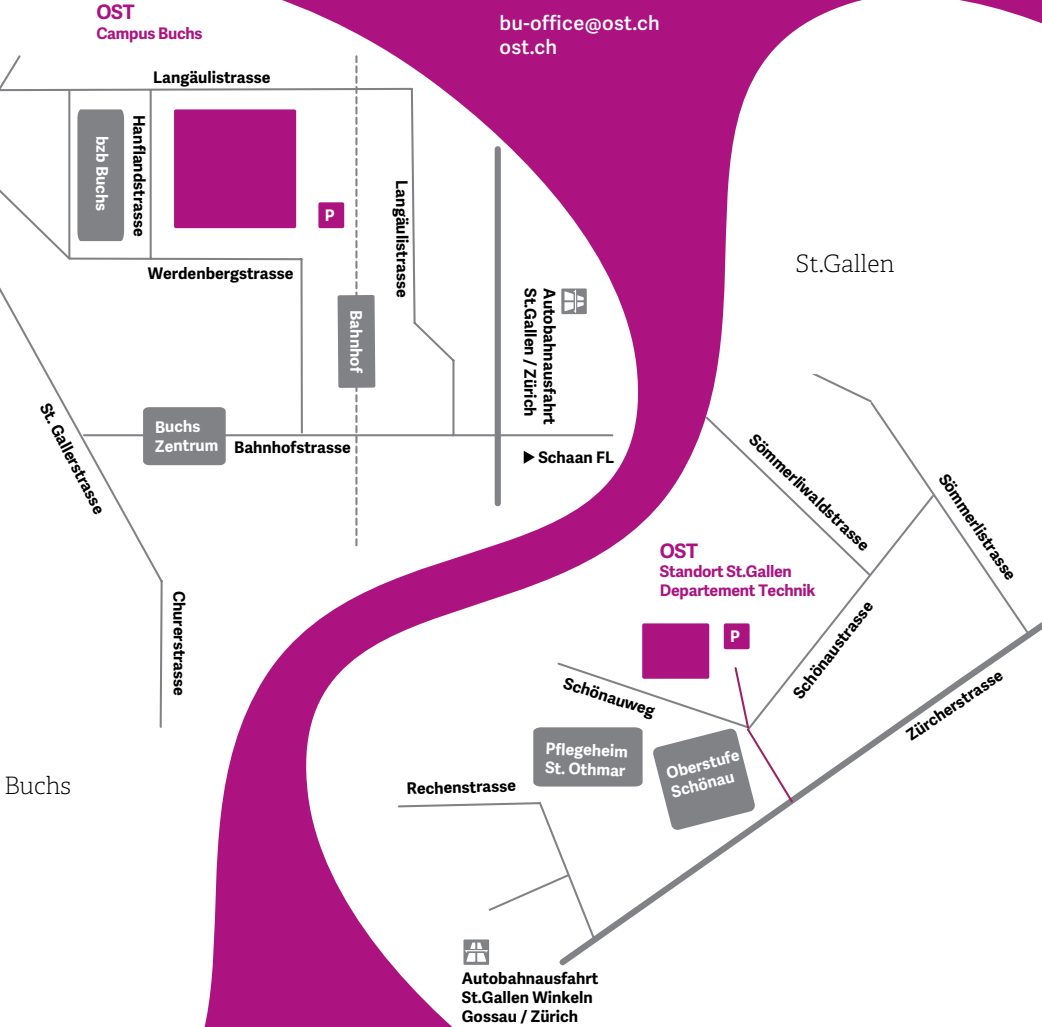 OST
Campus Buchs
bu-office@ost.ch
ost.ch
Langäulistrasse
bzb Buchs
Hanflandstrasse
P
Langäulistrasse
Werdenbergstrasse
Bahnhof
Autobahnausfahrt
St.Gallen / Zürich
St.Gallen
St. Gallerstrasse
Buchs
Zentrum
Bahnhofstrasse
▶ Schaan FL
Sömmerliwaldstrasse
Sömmerlistrasse
OST
Standort St.Gallen
Departement Technik
P
Churerstrasse
Schönaustrasse
Schönauweg
Zürcherstrasse
Pflegeheim
St. Othmar
Oberstufe
Schönau
Buchs
Rechenstrasse
Autobahnausfahrt
St.Gallen Winkeln
Gossau / Zürich